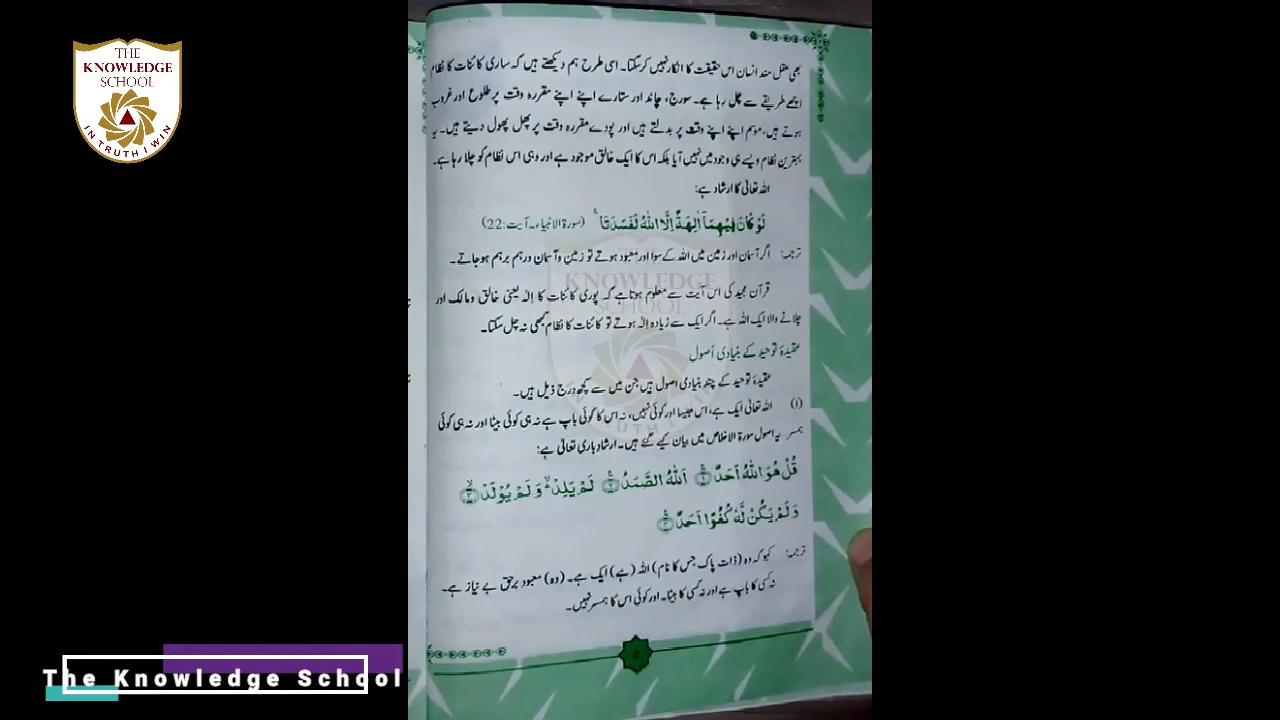 THE
KNOWLEDGE
SCHOOL
IN TRUTH I WIN
بھی عقل مند انسان اس حقیقت کا انکار نہیں کر سکتا۔ اسی طرح ہم دیکھتے ہیں کہ ساری کائنات کا نظام
اچھے طریقے سے چل رہا ہے۔ سورج، چاند اور ستارے اپنے اپنے مقررہ وقت پر طلوع اور غروب
ہوتے ہیں، موسم اپنے اپنے وقت پر بدلتے ہیں اور پودے مقررہ وقت پر پھل پھول دیتے ہیں۔ یہ
بہترین نظام ویسے ہی وجود میں نہیں آیا بلکہ اس کا ایک خالق موجود ہے اور وہی اس نظام کو چلا رہا ہے۔
اللہ تعالیٰ کا ارشاد ہے:
لَوْ كَانَ فِيْهِمَآ اٰلِهَةٌ اِلَّا اللّٰهُ لَفَسَدَتَا ۚ (سورۃ الانبیاء۔ آیت:22)
ترجمہ: اگر آسمان اور زمین میں اللہ کے سوا اور معبود ہوتے تو زمین و آسمان درہم برہم ہو جاتے۔
قرآن مجید کی اس آیت سے معلوم ہوتا ہے کہ پوری کائنات کا اِلٰہ یعنی خالق و مالک اور
چلانے والا ایک اللہ ہے۔ اگر ایک سے زیادہ اِلٰہ ہوتے تو کائنات کا نظام کبھی نہ چل سکتا۔
عقیدۂ توحید کے بنیادی اُصول
عقیدۂ توحید کے چند بنیادی اصول ہیں جن میں سے کچھ درج ذیل ہیں۔
(۱) اللہ تعالیٰ ایک ہے، اس جیسا اور کوئی نہیں، نہ اس کا کوئی باپ ہے نہ ہی کوئی بیٹا اور نہ ہی کوئی
ہمسر یہ اصول سورۃ الاخلاص میں بیان کیے گئے ہیں۔ ارشاد باری تعالیٰ ہے:
قُلْ هُوَ اللّٰهُ اَحَدٌ ۚ﴿۱﴾ اَللّٰهُ الصَّمَدُ ۚ﴿۲﴾ لَمْ يَلِدْ ۙ وَ لَمْ يُوْلَدْ ۙ﴿۳﴾
وَ لَمْ يَكُنْ لَّهٗ كُفُوًا اَحَدٌ ۠﴿۴﴾
ترجمہ: کہو کہ وہ (ذات پاک جس کا نام) اللہ (ہے) ایک ہے۔ (وہ) معبود برحق بے نیاز ہے۔
نہ کسی کا باپ ہے اور نہ کسی کا بیٹا۔ اور کوئی اس کا ہمسر نہیں۔
THE
KNOWLEDGE
SCHOOL
The Knowledge School